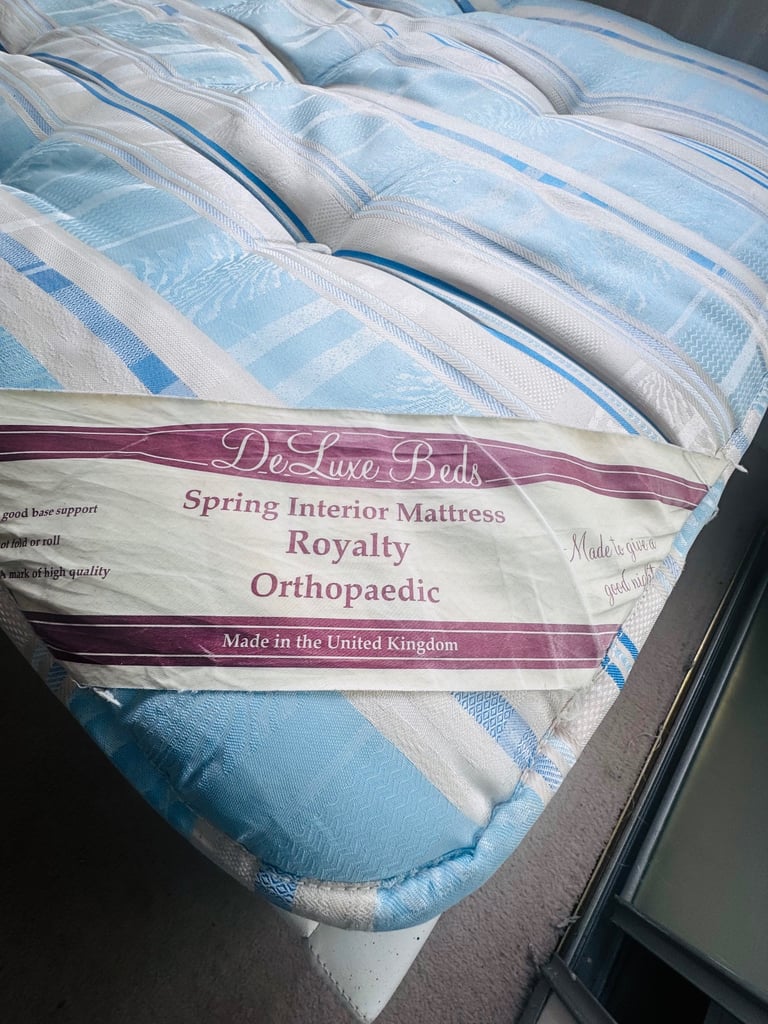 DeLuxe Beds
Spring Interior Mattress
Royalty
Orthopaedic
good base support
fold or roll
A mark of high quality
Made to give a
good night
Made in the United Kingdom